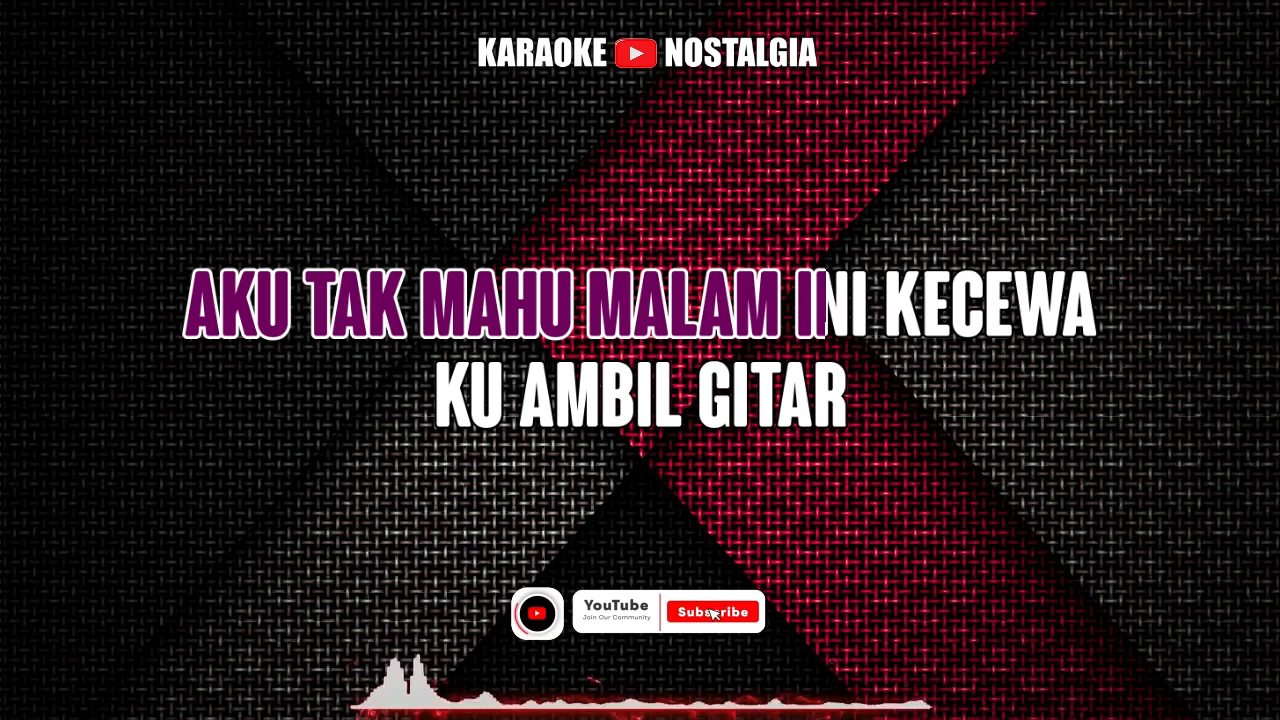 KARAOKE NOSTALGIA
AKU TAK MAHU MALAM INI KECEWA
KU AMBIL GITAR
YouTube
Join Our Community
Subscribe